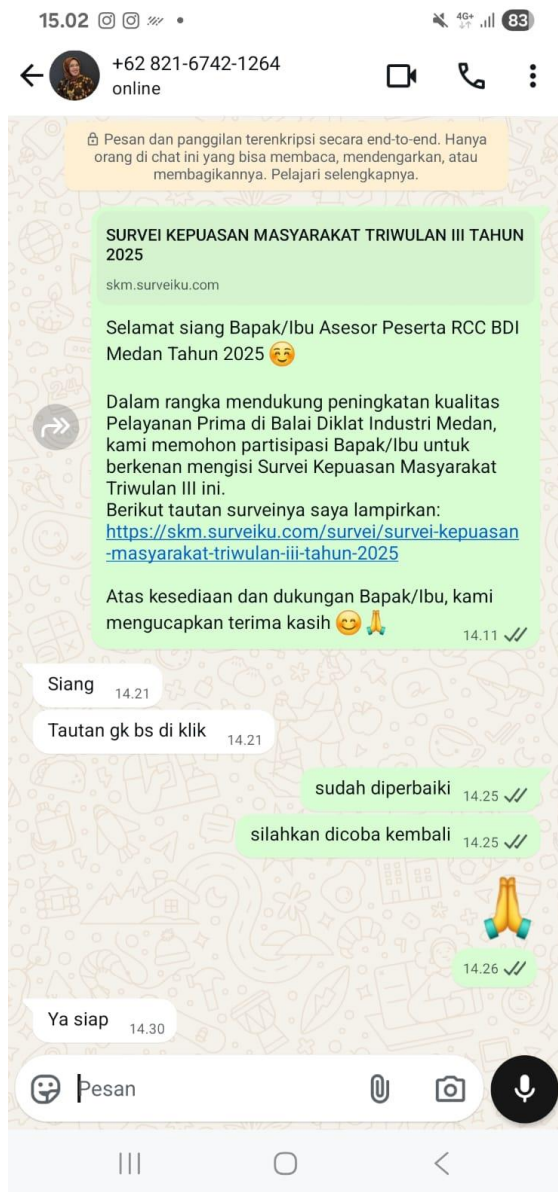 15.02
4G+
83
+62 821-6742-1264
online
Pesan dan panggilan terenkripsi secara end-to-end. Hanya
orang di chat ini yang bisa membaca, mendengarkan, atau
membagikannya. Pelajari selengkapnya.
SURVEI KEPUASAN MASYARAKAT TRIWULAN III TAHUN
2025
skm.surveiku.com
Selamat siang Bapak/Ibu Asesor Peserta RCC BDI
Medan Tahun 2025 ☺️
Dalam rangka mendukung peningkatan kualitas
Pelayanan Prima di Balai Diklat Industri Medan,
kami memohon partisipasi Bapak/Ibu untuk
berkenan mengisi Survei Kepuasan Masyarakat
Triwulan III ini.
Berikut tautan surveinya saya lampirkan:
https://skm.surveiku.com/survei/survei-kepuasan
-masyarakat-triwulan-iii-tahun-2025
Atas kesediaan dan dukungan Bapak/Ibu, kami
mengucapkan terima kasih 😊🙏
14.11
Siang 14.21
Tautan gk bs di klik 14.21
sudah diperbaiki 14.25
silahkan dicoba kembali 14.25
🙏
14.26
Ya siap 14.30
Pesan